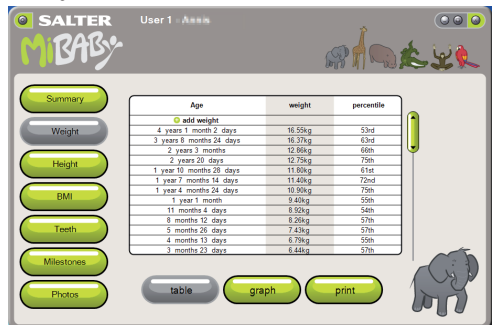 SALTER User 1 :
MiBABy
Summary
Weight
Height
BMI
Teeth
Milestones
Photos
Age weight percentile
add weight
4 years 1 month 2 days 16.55kg 53rd
3 years 8 months 24 days 16.37kg 63rd
2 years 3 months 12.86kg 66th
2 years 20 days 12.75kg 75th
1 year 10 months 28 days 11.80kg 61st
1 year 7 months 14 days 11.40kg 72nd
1 year 4 months 24 days 10.90kg 75th
1 year 1 month 9.40kg 55th
11 months 4 days 8.92kg 54th
8 months 12 days 8.26kg 57th
5 months 26 days 7.43kg 57th
4 months 13 days 6.79kg 55th
3 months 23 days 6.44kg 57th
table graph print